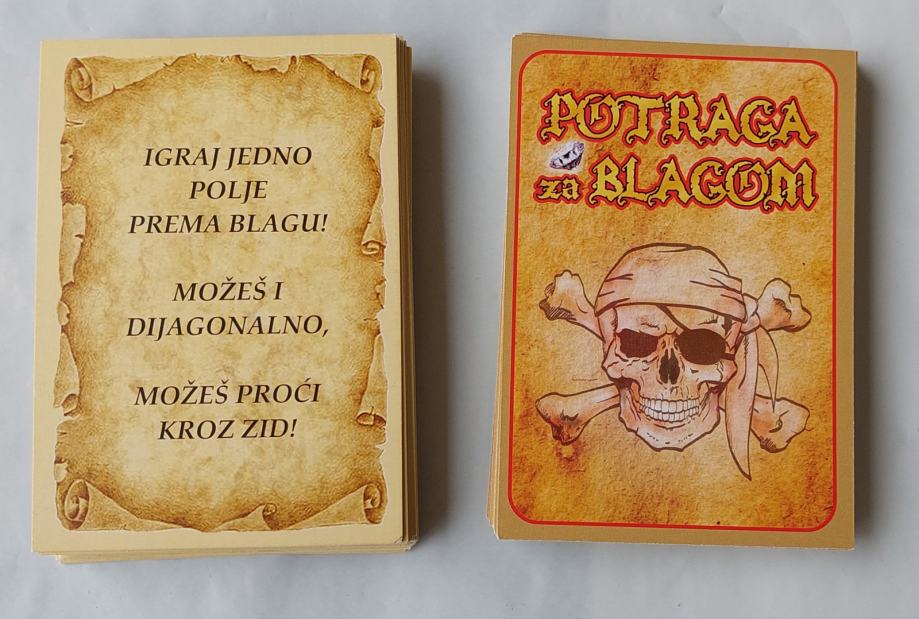 IGRAJ JEDNO
POLJE
PREMA BLAGU!
MOŽEŠ I
DIJAGONALNO,
MOŽEŠ PROĆI
KROZ ZID!
POTRAGA
za BLAGOM